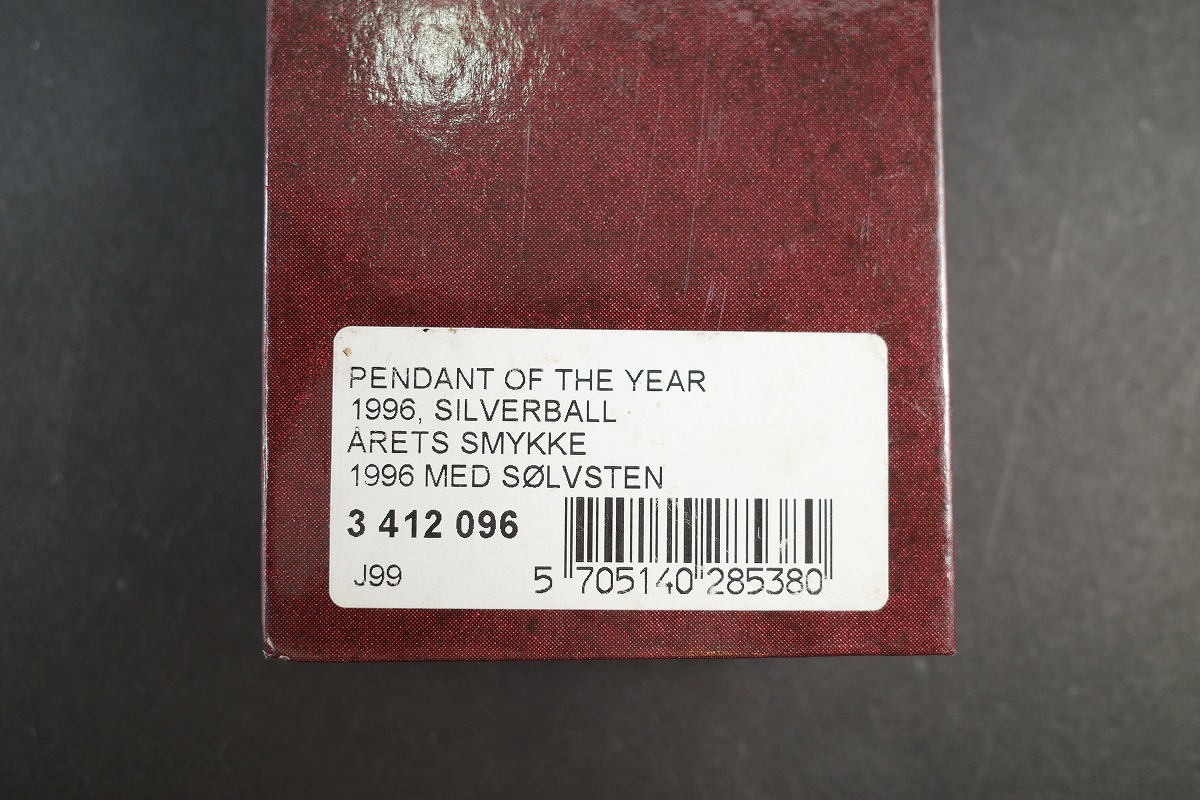 PENDANT OF THE YEAR
1996, SILVERBALL
ÅRETS SMYKKE
1996 MED SØLVSTEN
3 412 096
J99
5 705140 285380